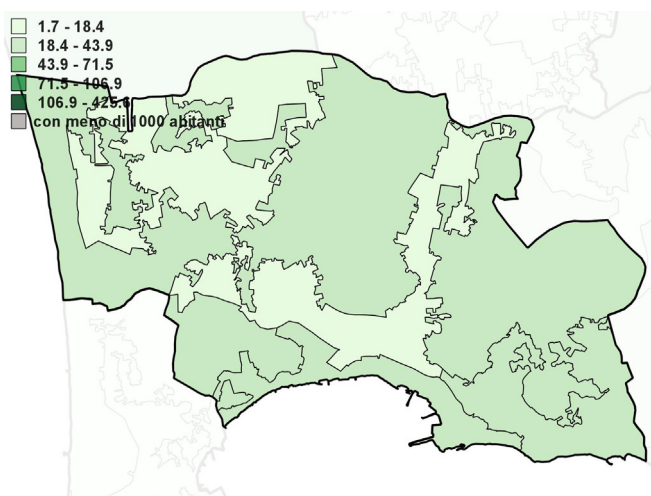 1.7 - 18.4
18.4 - 43.9
43.9 - 71.5
71.5 - 106.9
106.9 - 425.6
con meno di 1000 abitanti